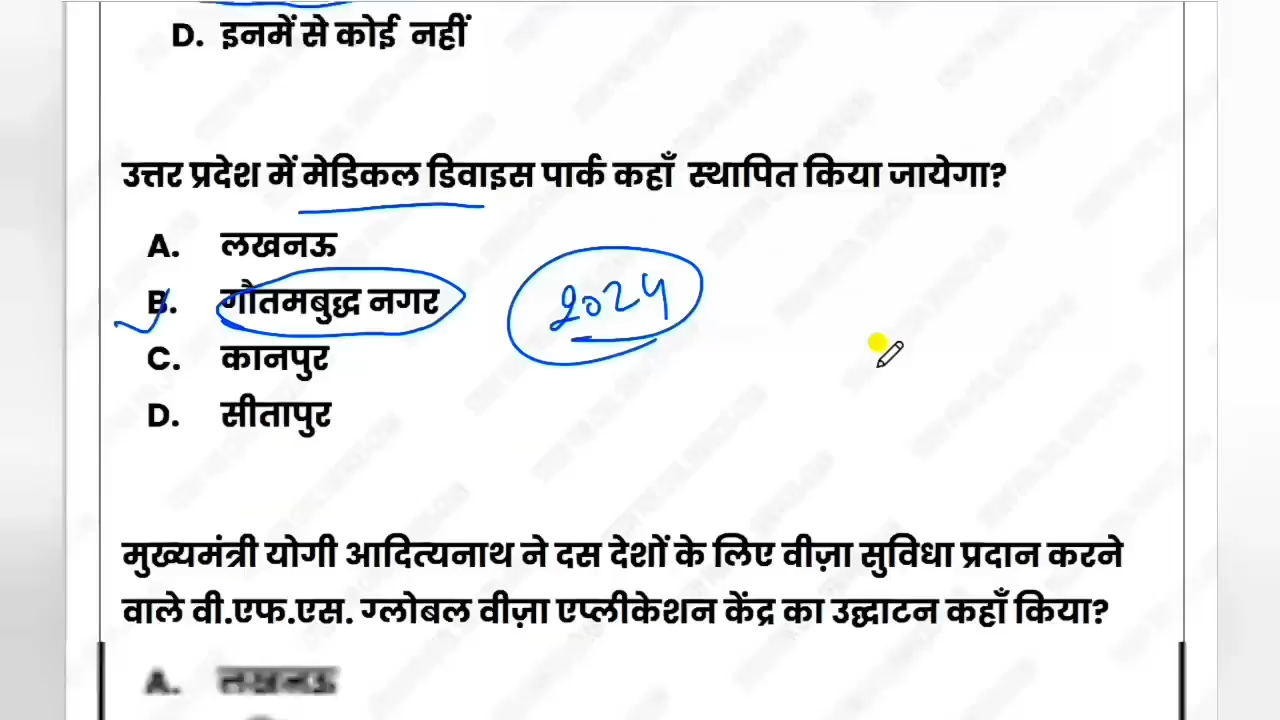 D. इनमें से कोई नहीं
उत्तर प्रदेश में मेडिकल डिवाइस पार्क कहाँ स्थापित किया जायेगा?
A. लखनऊ
B. गौतमबुद्ध नगर
2024
C. कानपुर
D. सीतापुर
मुख्यमंत्री योगी आदित्यनाथ ने दस देशों के लिए वीज़ा सुविधा प्रदान करने
वाले वी.एफ.एस. ग्लोबल वीज़ा एप्लीकेशन केंद्र का उद्घाटन कहाँ किया?
A. लखनऊ